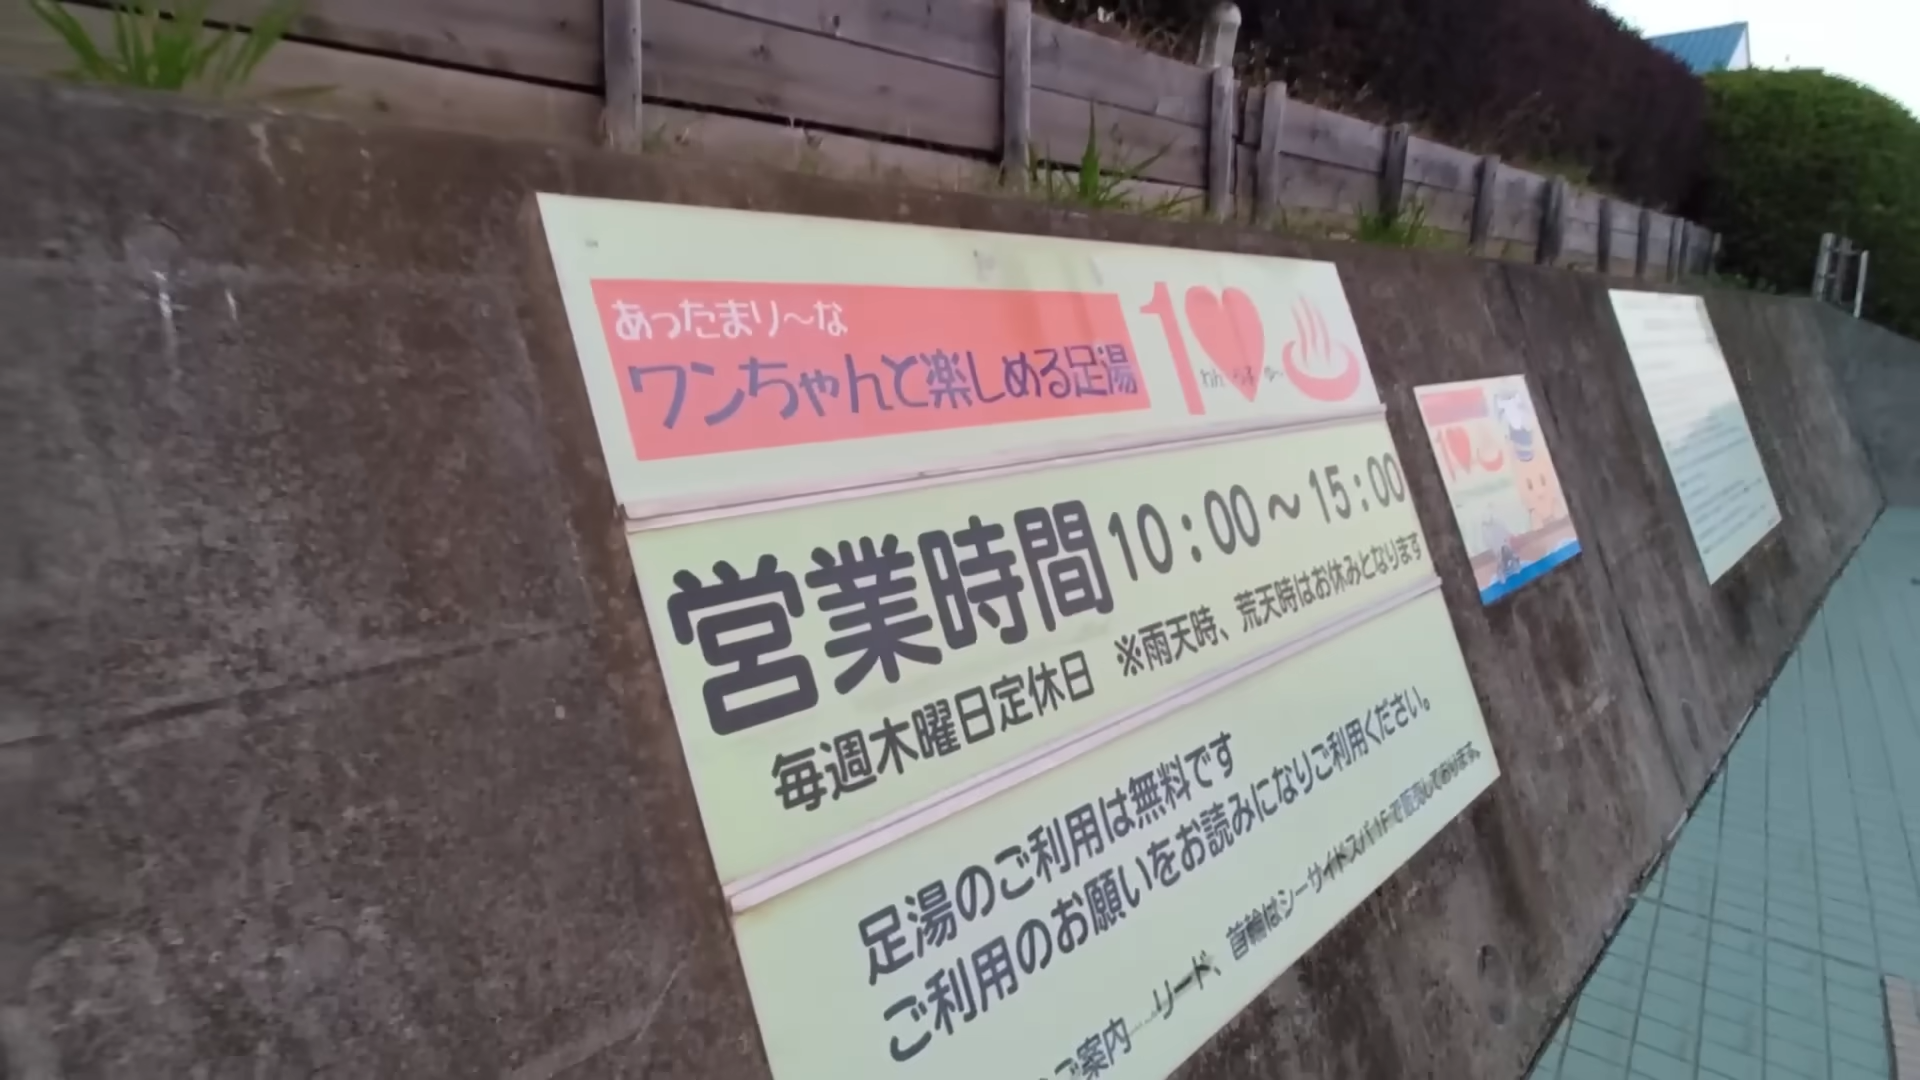 あったまり～な
ワンちゃんと楽しめる足湯
1
営業時間 10：00～15：00
毎週木曜日定休日 ※雨天時、荒天時はお休みとなります
足湯のご利用は無料です
ご利用のお願いをお読みになりご利用ください。
ご案内 リード、首輪はシーサイドスパ1Fで販売しております。